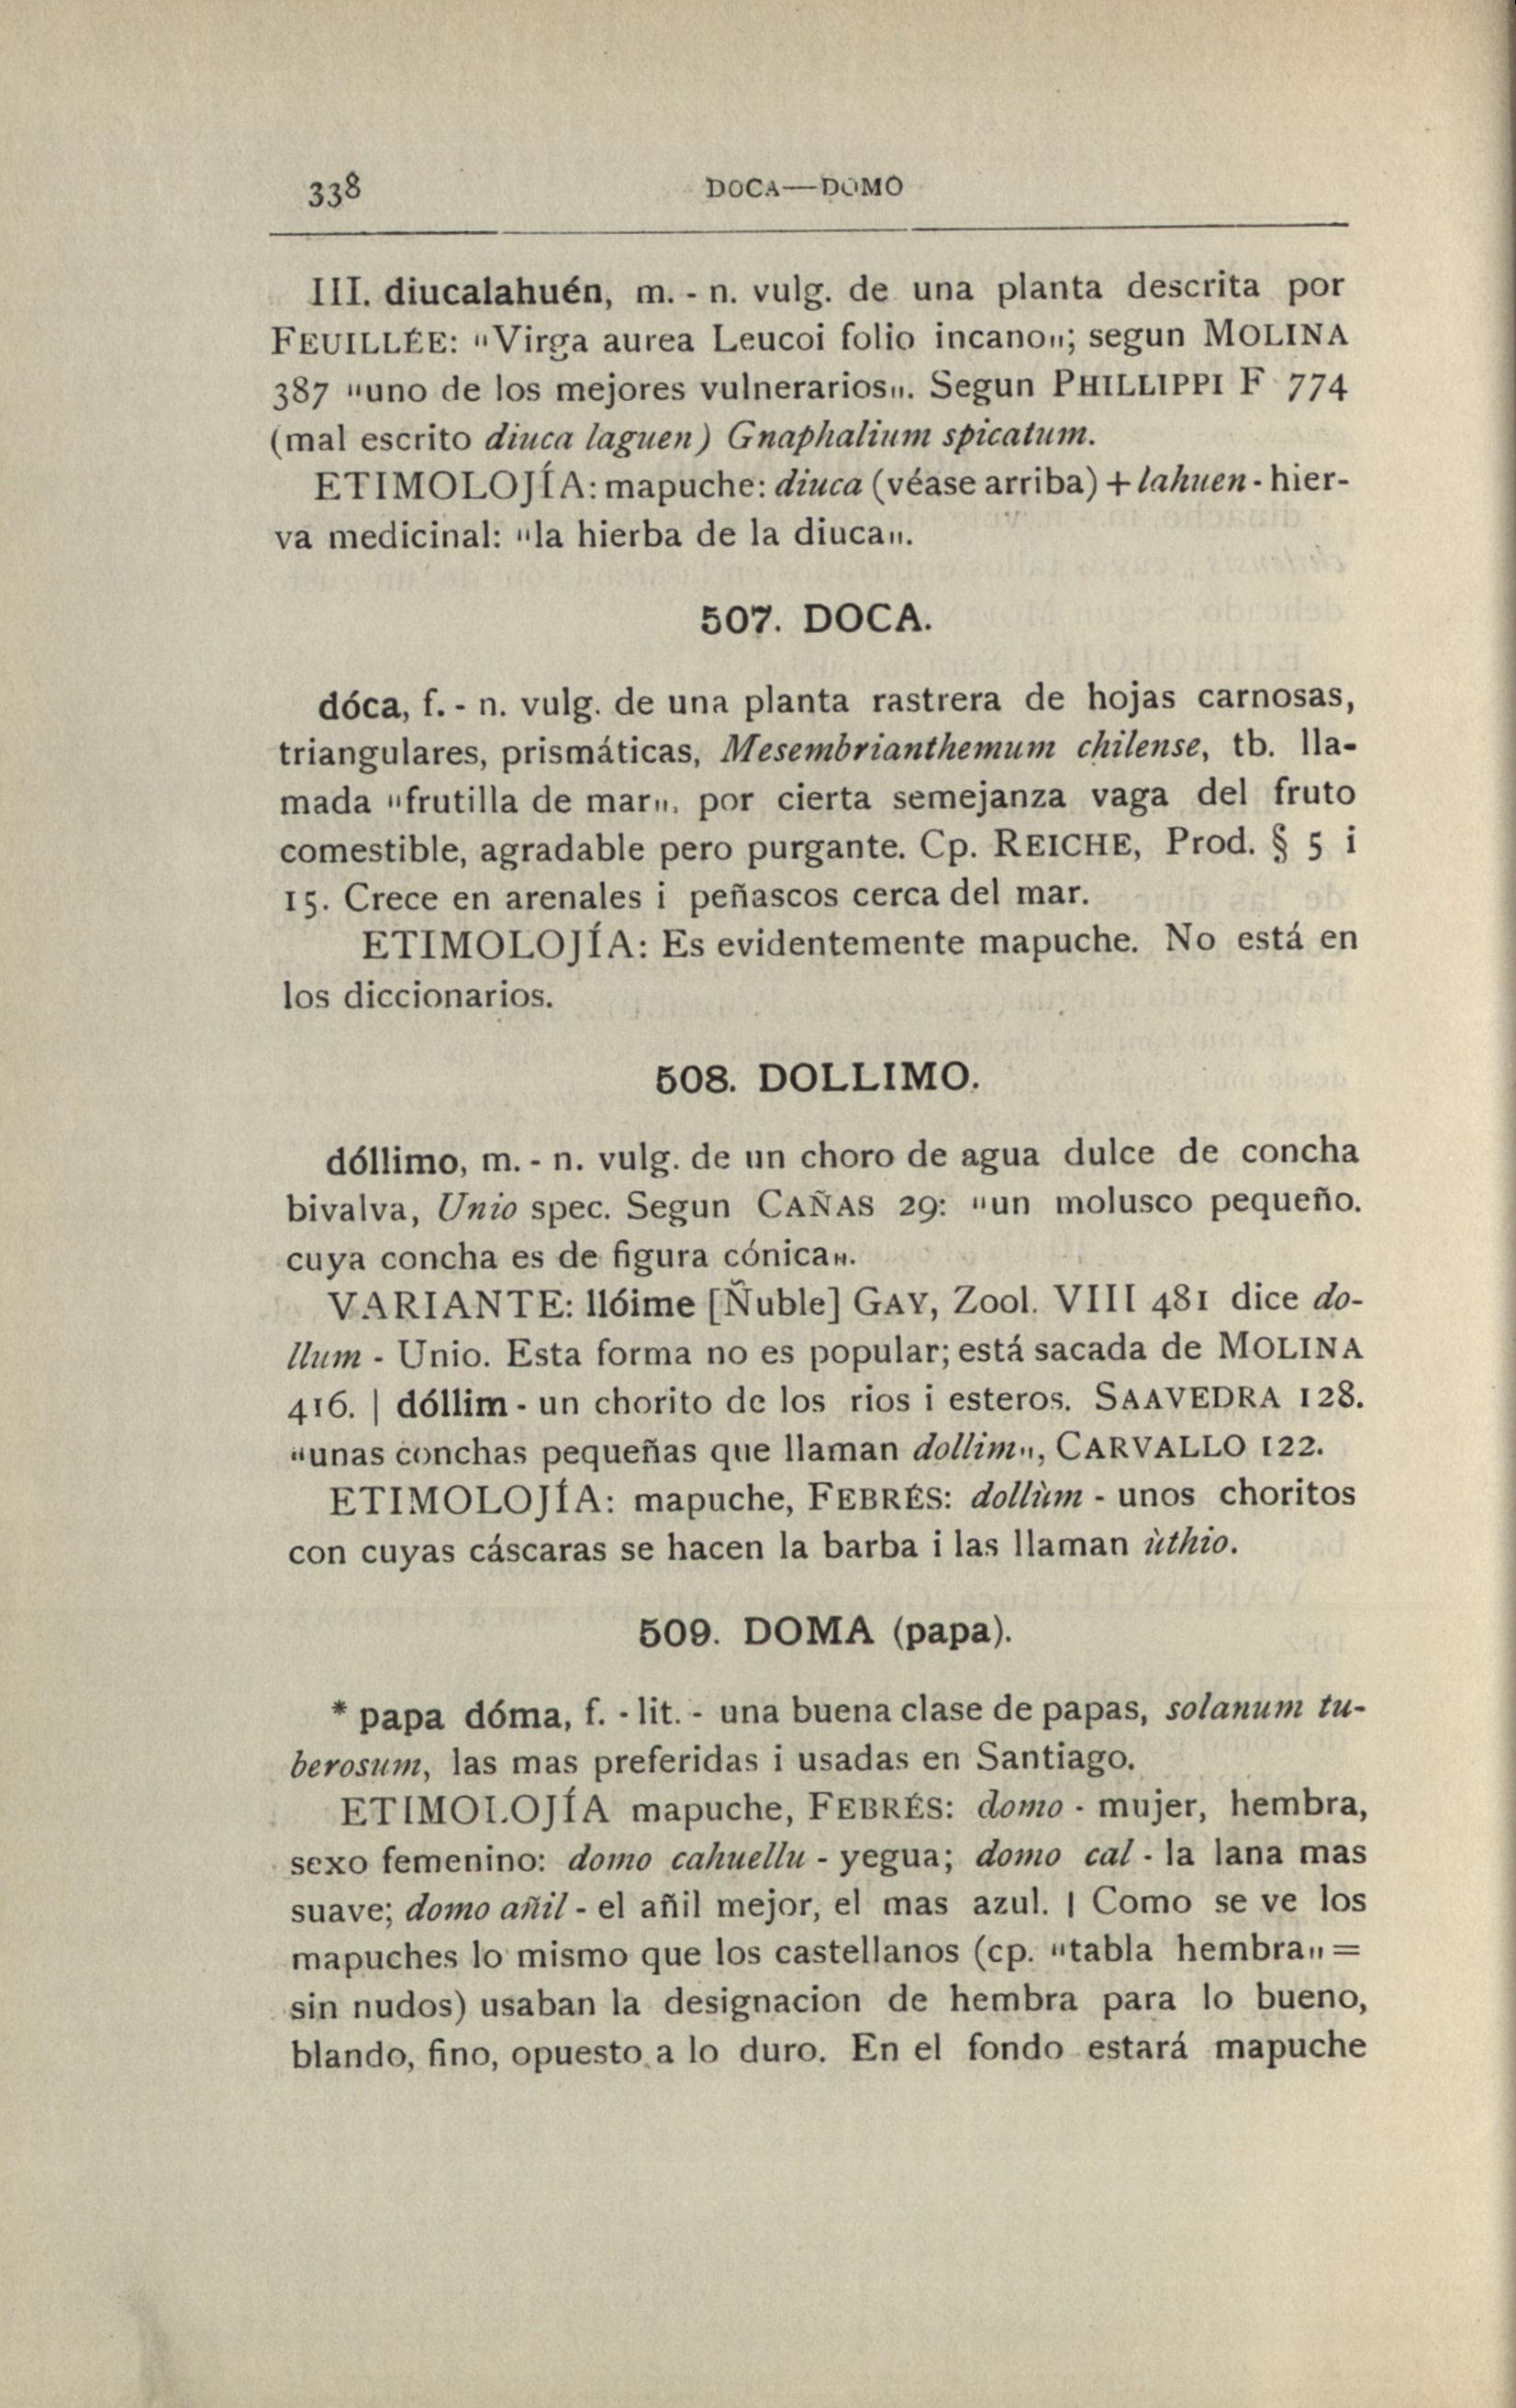 338
DOCA—DOMO
III. diucalahuén, m. - n. vulg. de una planta descrita por
FEUILLÉE: "Virga aurea Leucoi folio incano"; segun MOLINA
387 "uno de los mejores vulnerarios". Segun PHILLIPPI F 774
(mal escrito diuca laguen) Gnaphalium spicatum.
ETIMOLOJÍA: mapuche: diuca (véase arriba) + lahuen - hier-
va medicinal: "la hierba de la diuca".
507. DOCA.
dóca, f. - n. vulg. de una planta rastrera de hojas carnosas,
triangulares, prismáticas, Mesembrianthemum chilense, tb. lla-
mada "frutilla de mar", por cierta semejanza vaga del fruto
comestible, agradable pero purgante. Cp. REICHE, Prod. § 5 i
15. Crece en arenales i peñascos cerca del mar.
ETIMOLOJÍA: Es evidentemente mapuche. No está en
los diccionarios.
508. DOLLIMO.
dóllimo, m. - n. vulg. de un choro de agua dulce de concha
bivalva, Unio spec. Segun CAÑAS 29: "un molusco pequeño.
cuya concha es de figura cónica".
VARIANTE: llóime [Ñuble] GAY, Zool. VIII 481 dice do-
llum - Unio. Esta forma no es popular; está sacada de MOLINA
416. | dóllim - un chorito de los rios i esteros. SAAVEDRA 128.
"unas conchas pequeñas que llaman dollim", CARVALLO 122.
ETIMOLOJÍA: mapuche, FEBRÉS: dollùm - unos choritos
con cuyas cáscaras se hacen la barba i las llaman ùthio.
509. DOMA (papa).
* papa dóma, f. - lit. - una buena clase de papas, solanum tu-
berosum, las mas preferidas i usadas en Santiago.
ETIMOLOJÍA mapuche, FEBRÉS: domo - mujer, hembra,
sexo femenino: domo cahuellu - yegua; domo cal - la lana mas
suave; domo añil - el añil mejor, el mas azul. | Como se ve los
mapuches lo mismo que los castellanos (cp. "tabla hembra" =
sin nudos) usaban la designacion de hembra para lo bueno,
blando, fino, opuesto a lo duro. En el fondo estará mapuche